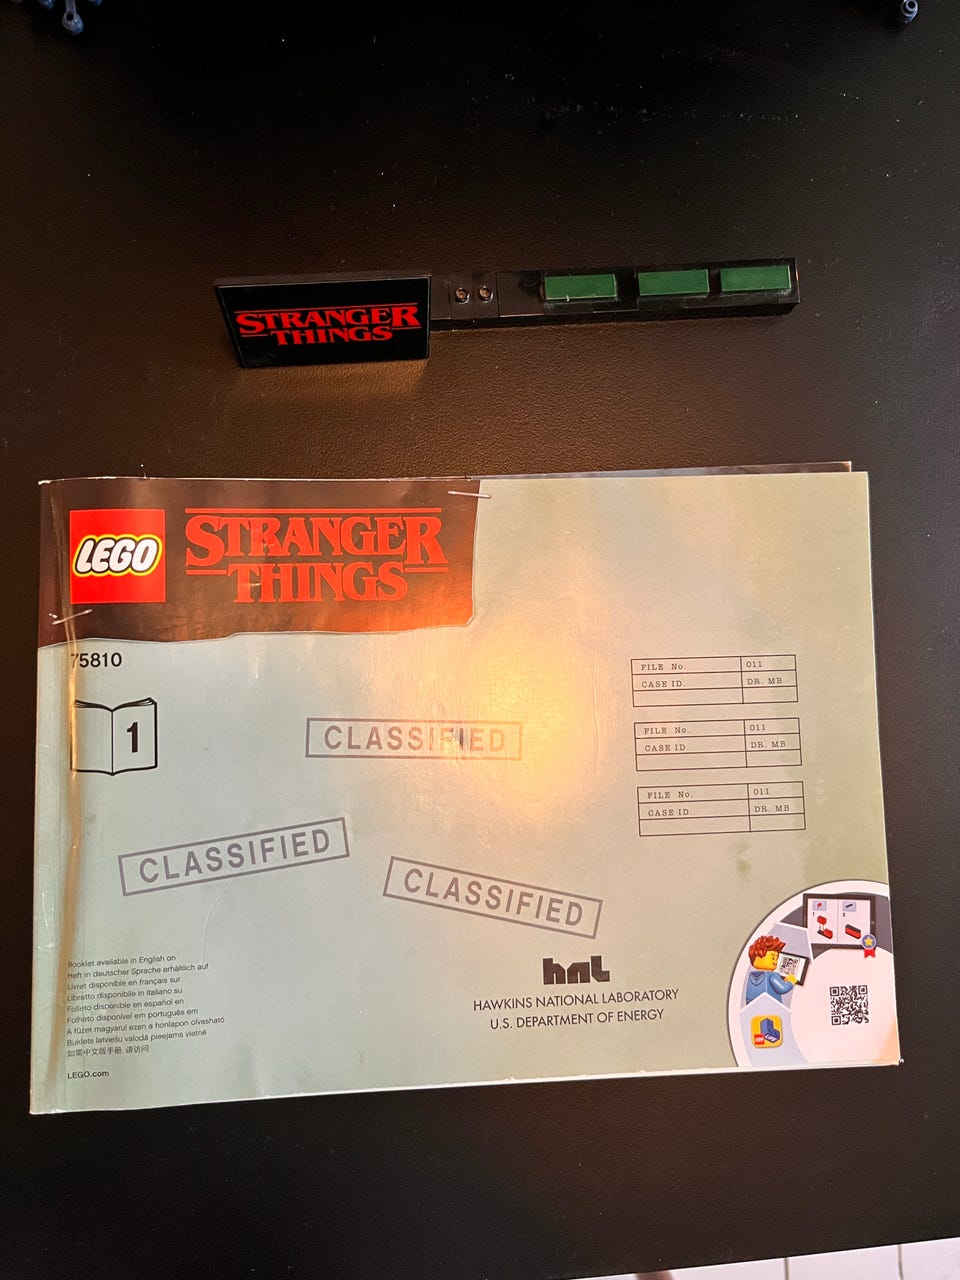 STRANGER
THINGS
LEGO
STRANGER
THINGS
75810
1
CLASSIFIED
FILE No. 011
CASE ID. DR. MB
FILE No. 011
CASE ID. DR. MB
FILE No. 011
CASE ID. DR. MB
CLASSIFIED
CLASSIFIED
Booklet available in English on
Heft in deutscher Sprache erhältlich auf
Livret disponible en français sur
Libretto disponibile in italiano su
Folleto disponible en español en
Folheto disponível em português em
A füzet magyarul ezen a honlapon olvasható
Buklets latviešu valodā pieejams vietnē
如需中文版手册, 请访问
LEGO.com
hnl
HAWKINS NATIONAL LABORATORY
U.S. DEPARTMENT OF ENERGY
1 2